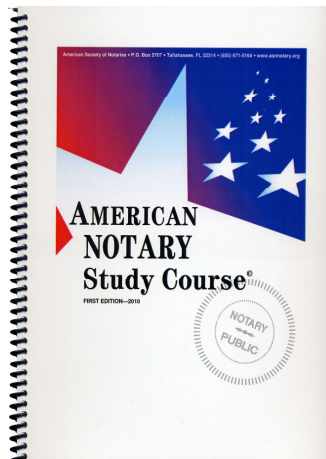 American Society of Notaries • P.O. Box 5707 • Tallahassee, FL 32314 • (850) 671-5164 • www.asnnotary.org
AMERICAN
NOTARY
Study Course©
FIRST EDITION—2010
NOTARY
PUBLIC